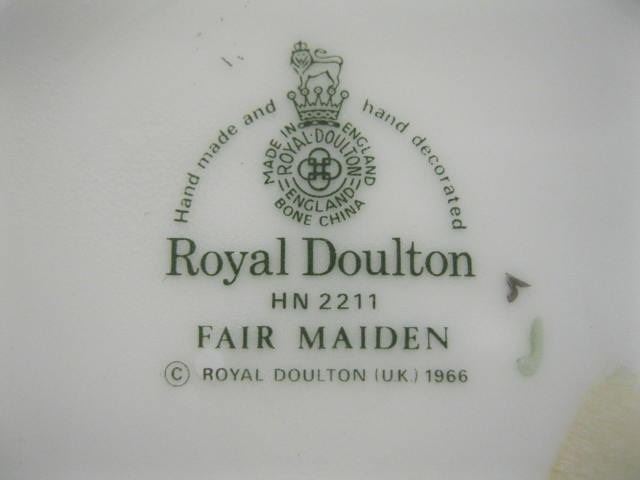 Hand made and hand decorated
MADE IN ENGLAND
ROYAL·DOULTON
ENGLAND
BONE CHINA
Royal Doulton
HN 2211
FAIR MAIDEN
© ROYAL DOULTON (U.K.) 1966